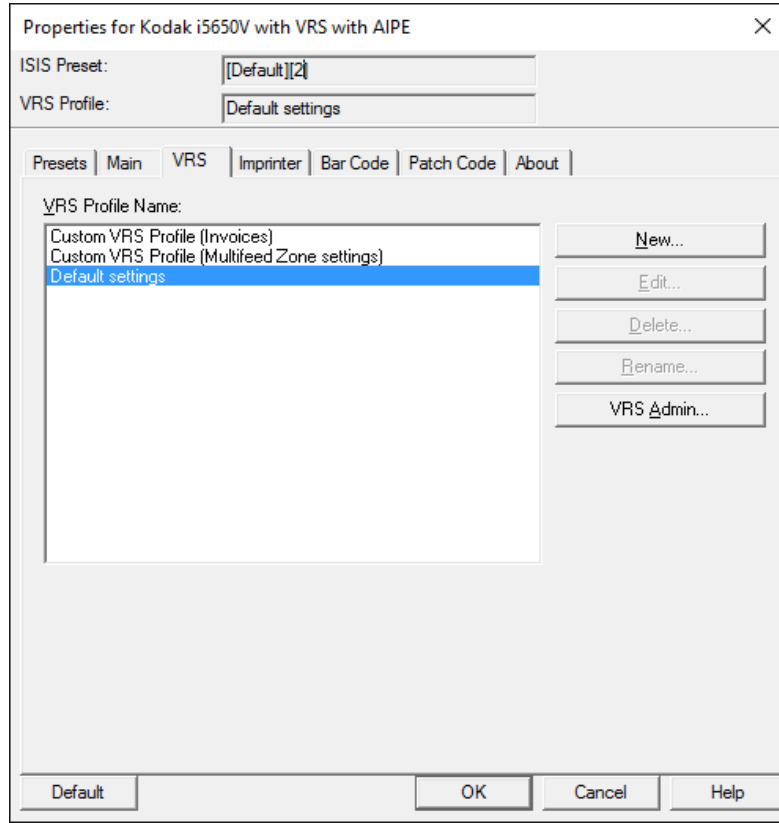 Properties for Kodak i5650V with VRS with AIPE
ISIS Preset: [Default][2]
VRS Profile: Default settings
Presets Main VRS Imprinter Bar Code Patch Code About
VRS Profile Name:
Custom VRS Profile (Invoices)
Custom VRS Profile (Multifeed Zone settings)
Default settings
New...
Edit...
Delete...
Rename...
VRS Admin...
Default OK Cancel Help